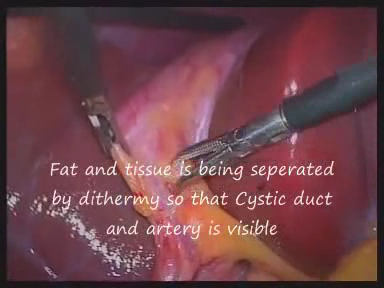 Fat and tissue is being seperated
by dithermy so that Cystic duct
and artery is visible